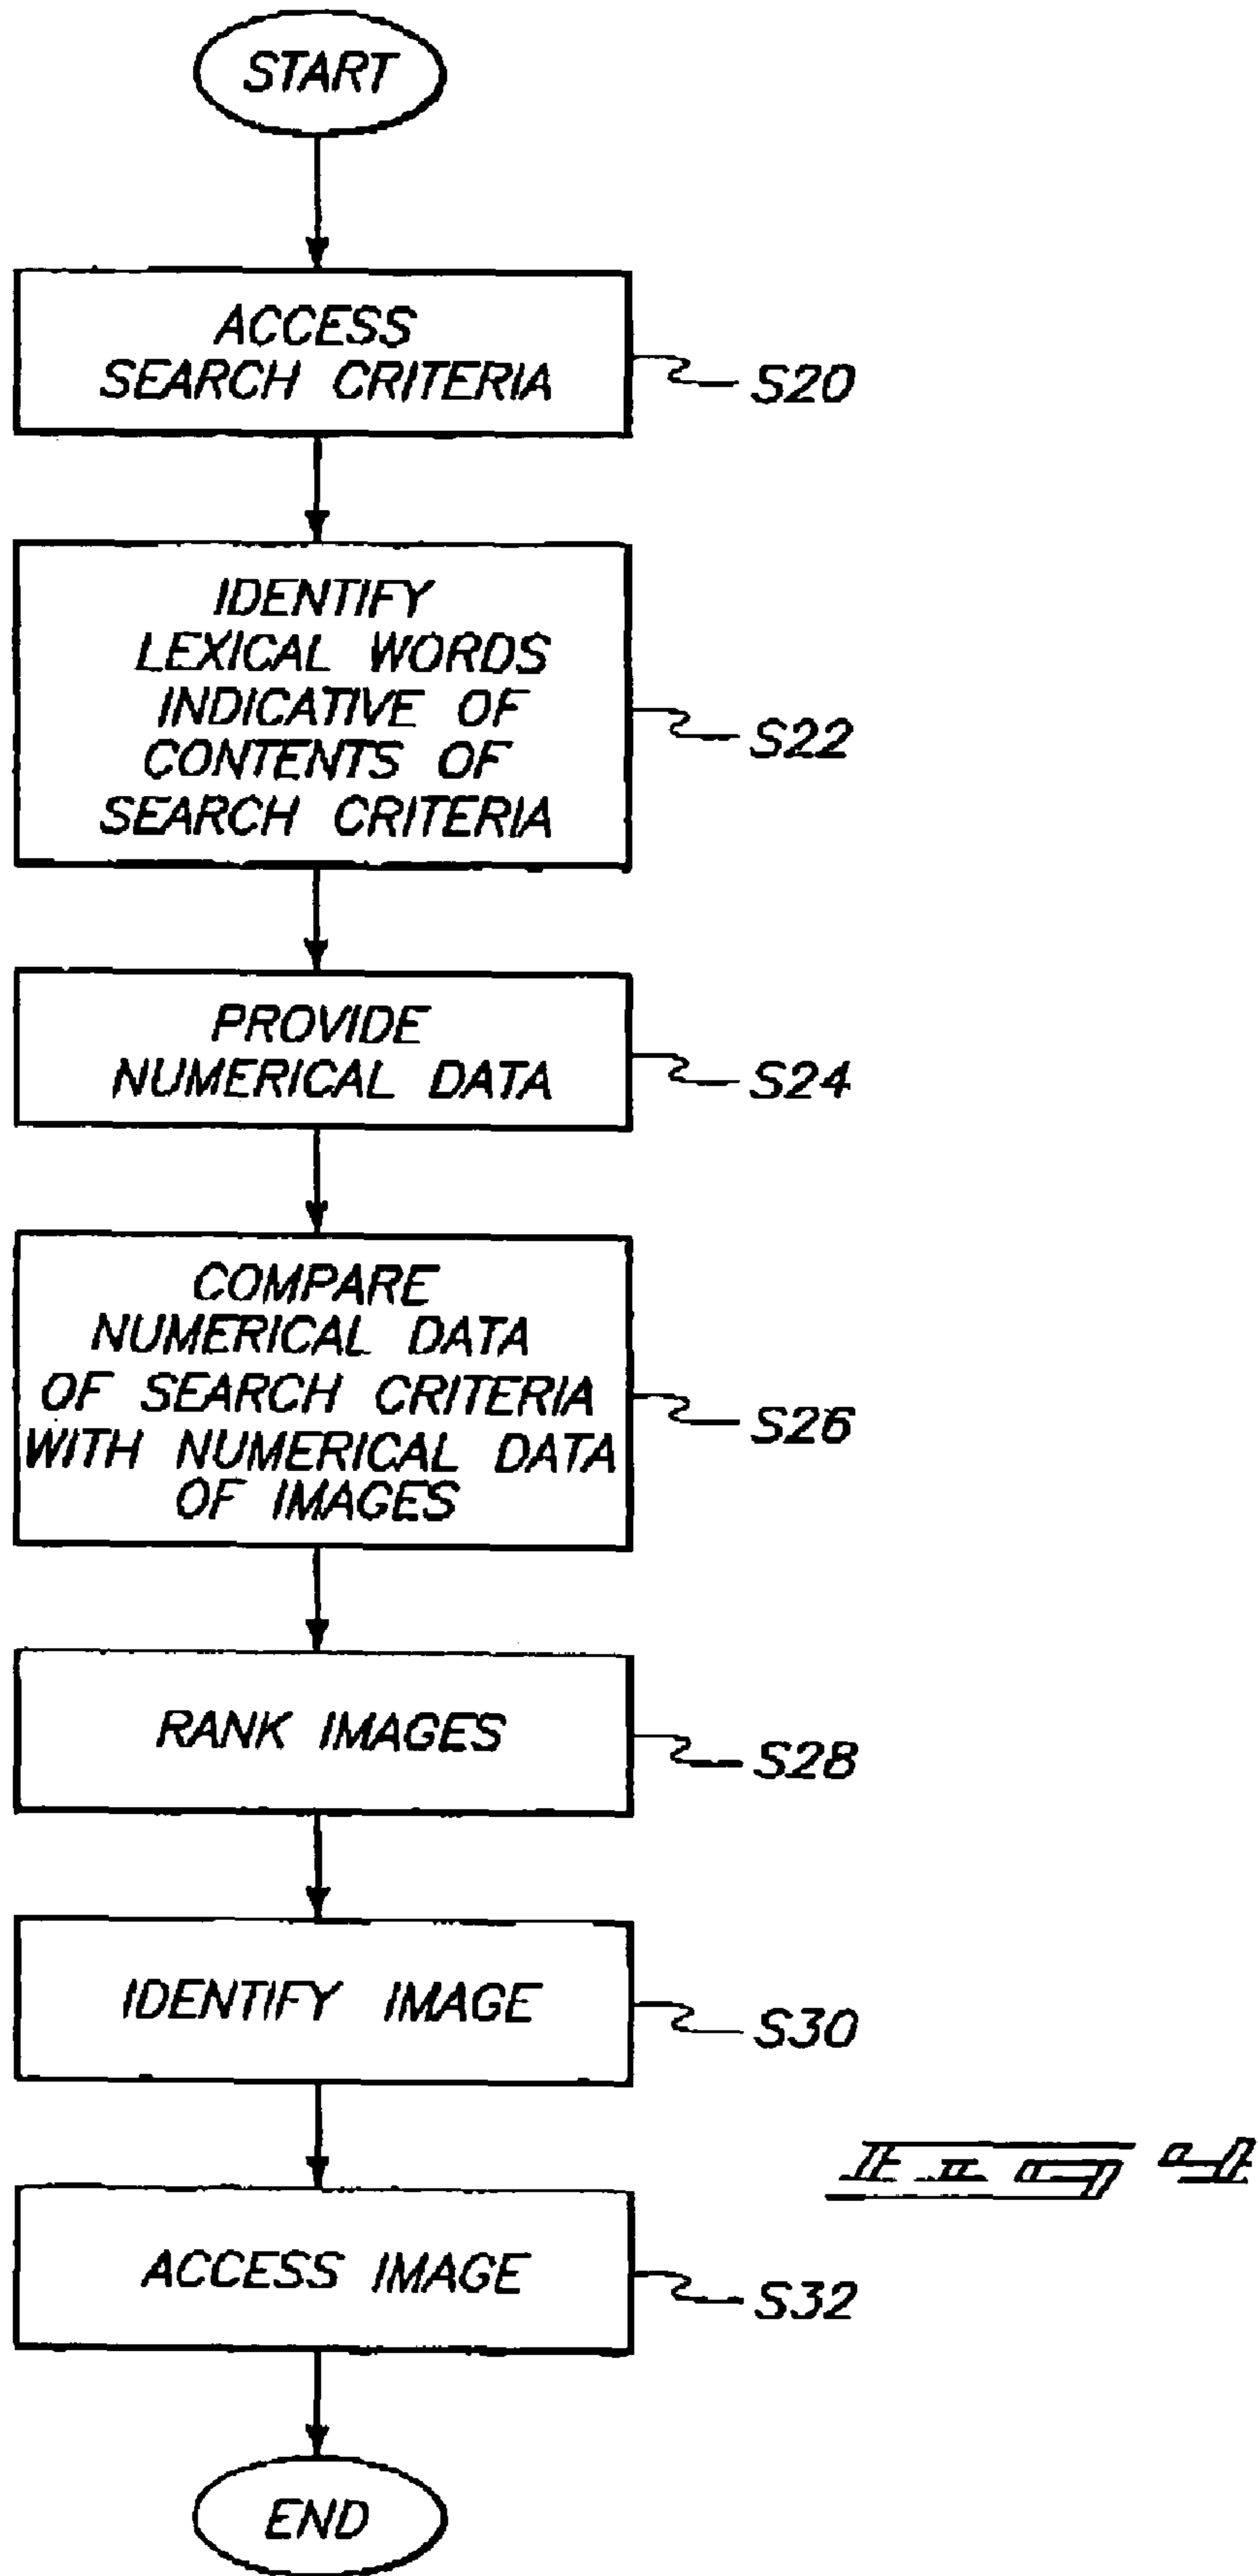 START
ACCESS
SEARCH CRITERIA
S20
IDENTIFY
LEXICAL WORDS
INDICATIVE OF
CONTENTS OF
SEARCH CRITERIA
S22
PROVIDE
NUMERICAL DATA
S24
COMPARE
NUMERICAL DATA
OF SEARCH CRITERIA
WITH NUMERICAL DATA
OF IMAGES
S26
RANK IMAGES
S28
IDENTIFY IMAGE
S30
ACCESS IMAGE
S32
END